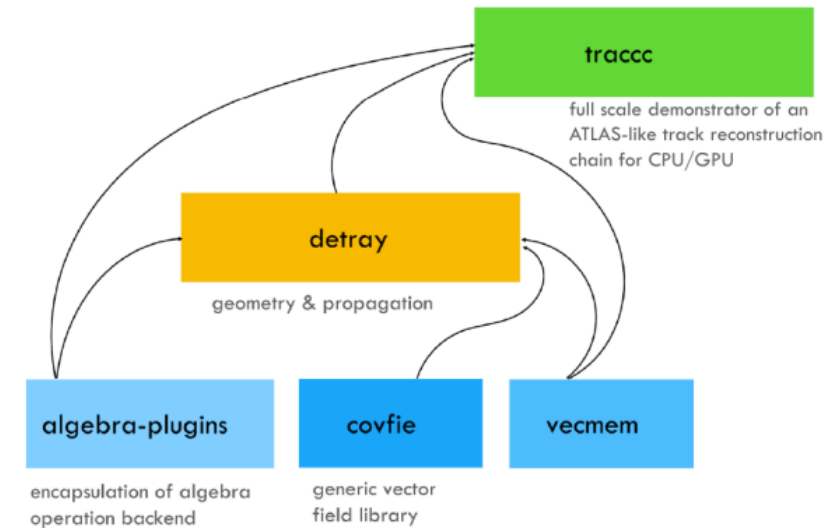 traccc
full scale demonstrator of an
ATLAS-like track reconstruction
chain for CPU/GPU
detray
geometry & propagation
algebra-plugins
covfie
vecmem
encapsulation of algebra
operation backend
generic vector
field library